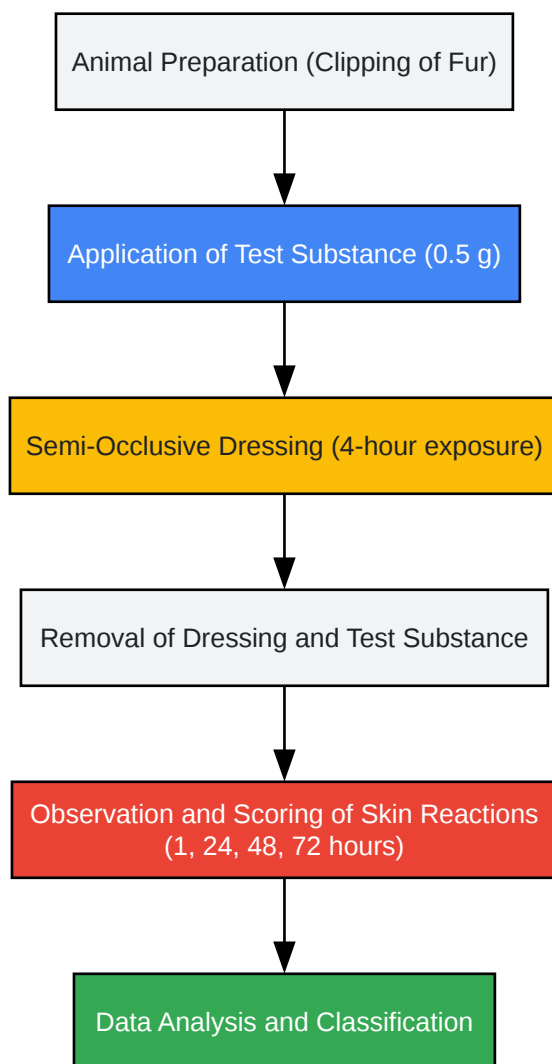 Animal Preparation (Clipping of Fur)
Application of Test Substance (0.5 g)
Semi-Occlusive Dressing (4-hour exposure)
Removal of Dressing and Test Substance
Observation and Scoring of Skin Reactions
(1, 24, 48, 72 hours)
Data Analysis and Classification